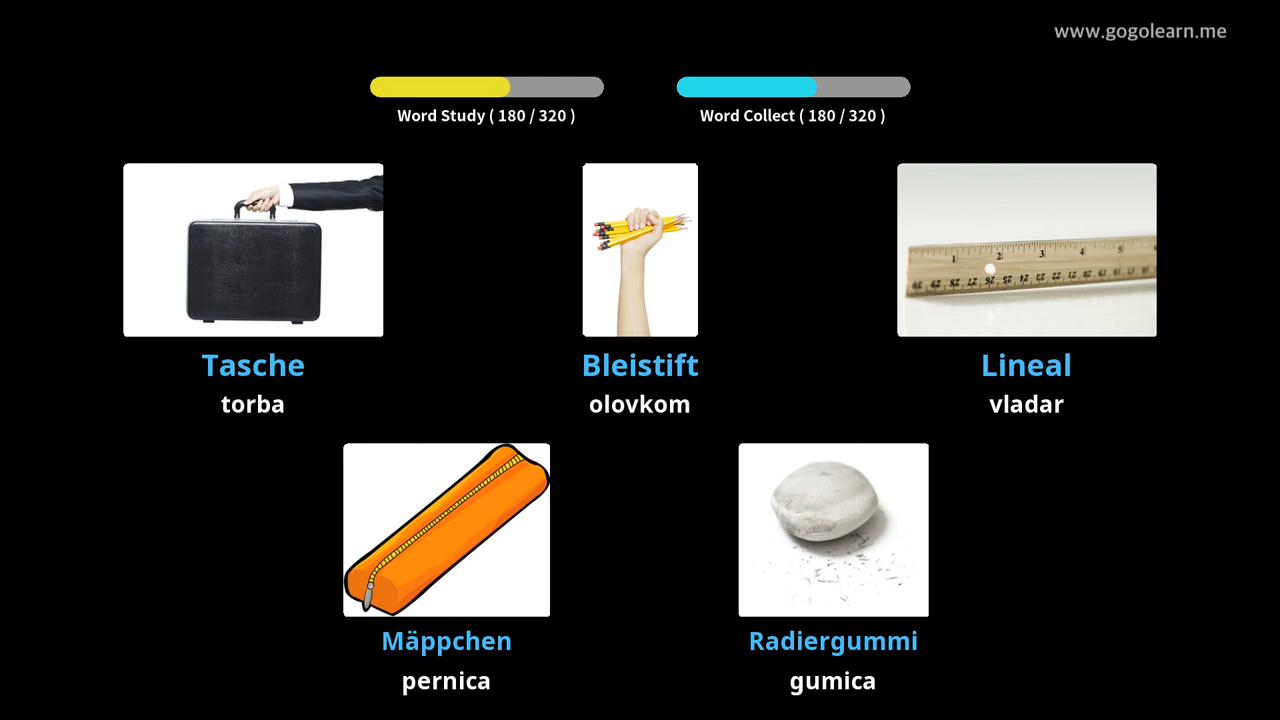 www.gogolearn.me
Word Study ( 180 / 320 )
Word Collect ( 180 / 320 )
Tasche
torba
Bleistift
olovkom
Lineal
vladar
Mäppchen
pernica
Radiergummi
gumica